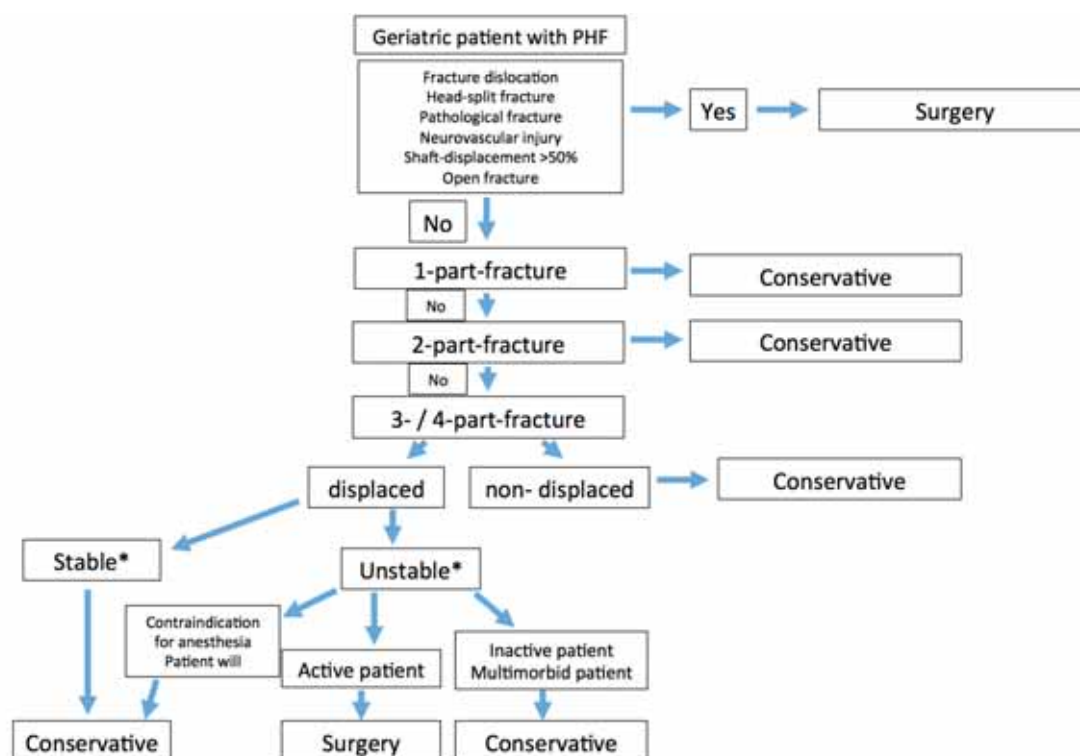 Geriatric patient with PHF
Fracture dislocation
Head-split fracture
Pathological fracture
Neurovascular injury
Shaft-displacement >50%
Open fracture
Yes
Surgery
No
1-part-fracture
Conservative
No
2-part-fracture
Conservative
No
3- / 4-part-fracture
displaced
non- displaced
Conservative
Stable*
Unstable*
Contraindication
for anesthesia
Patient will
Active patient
Inactive patient
Multimorbid patient
Conservative
Surgery
Conservative